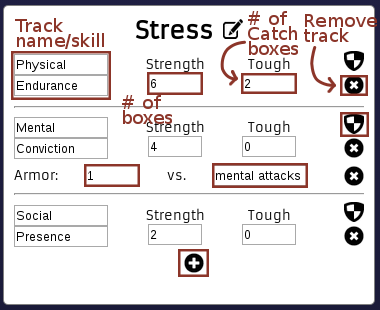 Track
name/skill
Stress
# of
Catch
boxes
Remove
track
Physical
Strength
Tough
Endurance
6
2
# of
boxes
Mental
Strength
Tough
Conviction
4
0
Armor:
1
vs.
mental attacks
Social
Strength
Tough
Presence
2
0